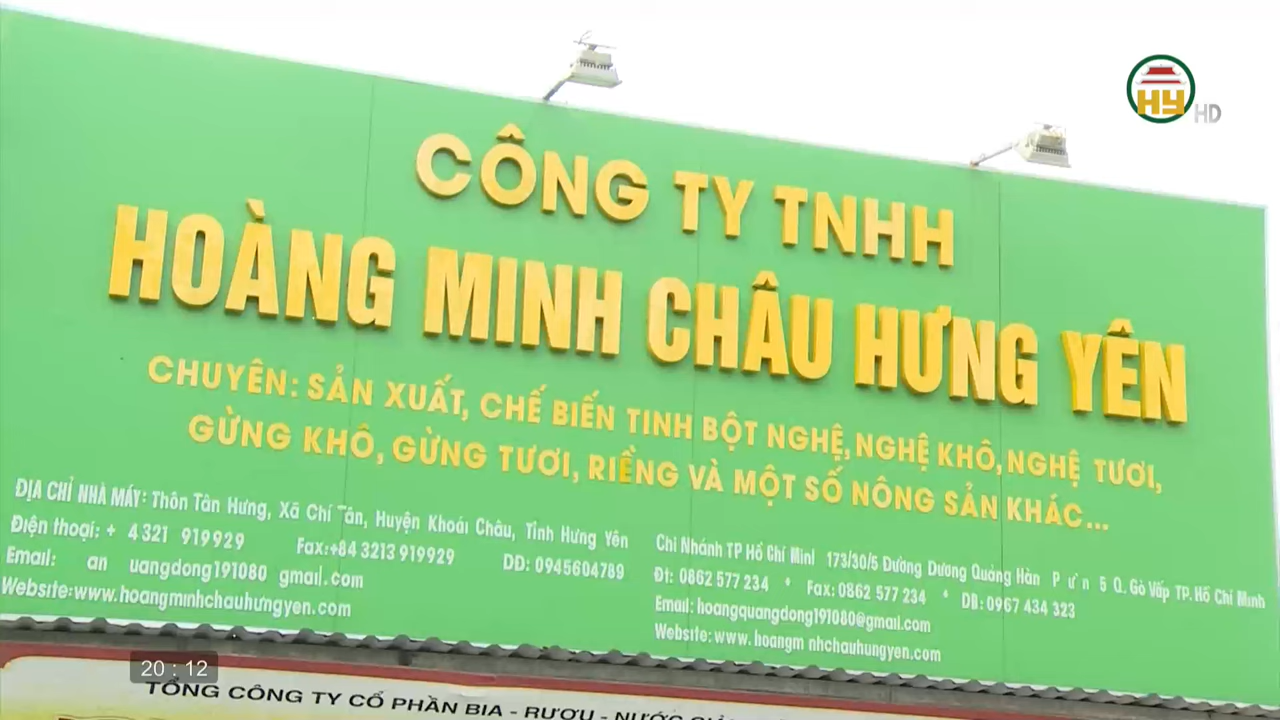 HY HD
CÔNG TY TNHH
HOÀNG MINH CHÂU HƯNG YÊN
CHUYÊN: SẢN XUẤT, CHẾ BIẾN TINH BỘT NGHỆ, NGHỆ KHÔ, NGHỆ TƯƠI,
GỪNG KHÔ, GỪNG TƯƠI, RIỀNG VÀ MỘT SỐ NÔNG SẢN KHÁC...
ĐỊA CHỈ NHÀ MÁY: Thôn Tân Hưng, Xã Chí Tân, Huyện Khoái Châu, Tỉnh Hưng Yên
Điện thoại: + 4321 919929 Fax:+84 3213 919929 DĐ: 0945604789
Email: an uangdong191080 gmail.com
Website:www.hoangminhchauhungyen.com
Chi Nhánh TP Hồ Chí Minl 173/30/5 Đường Dương Quảng Hàn P ư n 5 Q. Gò Vấp TP. Hồ Chí Minh
Đt: 0862 577 234 * Fax: 0862 577 234 * DĐ: 0967 434 323
Email: hoangquangdong191080@gmail.com
Website: www. hoangm nhchauhungyen.com
20 : 12
TỔNG CÔNG TY CỔ PHẦN BIA - RƯỢU - NƯỚC